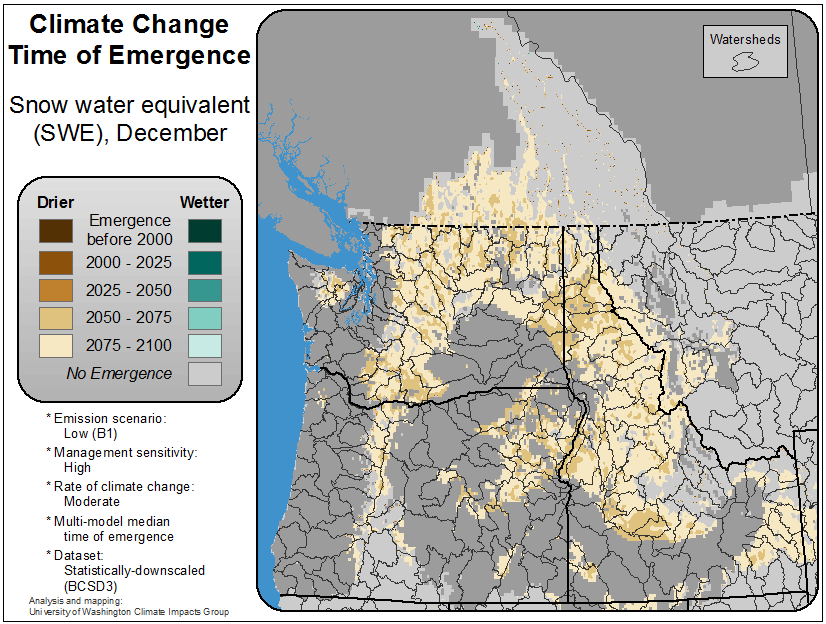 Climate Change
Time of Emergence
Snow water equivalent
(SWE), December
Drier
Wetter
Emergence
before 2000
2000 - 2025
2025 - 2050
2050 - 2075
2075 - 2100
No Emergence
* Emission scenario:
Low (B1)
* Management sensitivity:
High
* Rate of climate change:
Moderate
* Multi-model median
time of emergence
* Dataset:
Statistically-downscaled
(BCSD3)
Analysis and mapping:
University of Washington Climate Impacts Group
Watersheds